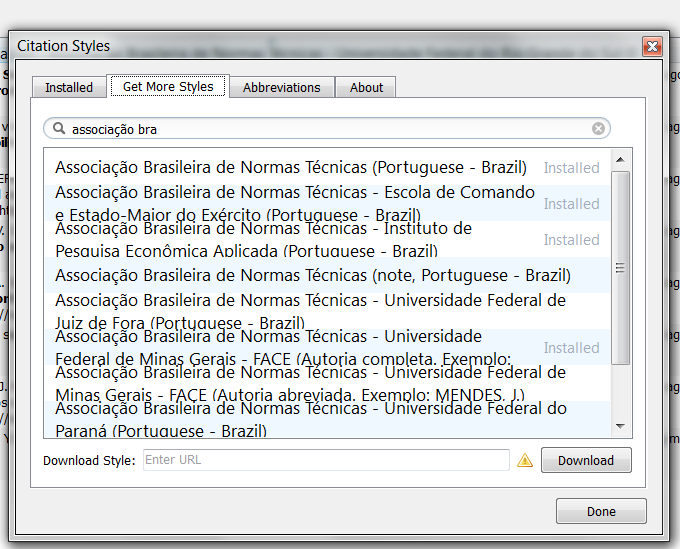 Citation Styles
Installed
Get More Styles
Abbreviations
About
associação bra
Associação Brasileira de Normas Técnicas (Portuguese - Brazil)
Installed
Associação Brasileira de Normas Técnicas - Escola de Comando
e Estado-Maior do Exército (Portuguese - Brazil)
Installed
Associação Brasileira de Normas Técnicas - Instituto de
Pesquisa Econômica Aplicada (Portuguese - Brazil)
Installed
Associação Brasileira de Normas Técnicas (note, Portuguese - Brazil)
Associação Brasileira de Normas Técnicas - Universidade Federal de
Juiz de Fora (Portuguese - Brazil)
Associação Brasileira de Normas Técnicas - Universidade
Federal de Minas Gerais - FACE (Autoria completa. Exemplo:
Installed
Associação Brasileira de Normas Técnicas - Universidade Federal de
Minas Gerais - FACE (Autoria abreviada. Exemplo: MENDES, J.)
Associação Brasileira de Normas Técnicas - Universidade Federal do
Paraná (Portuguese - Brazil)
Download Style:
Enter URL
Download
Done